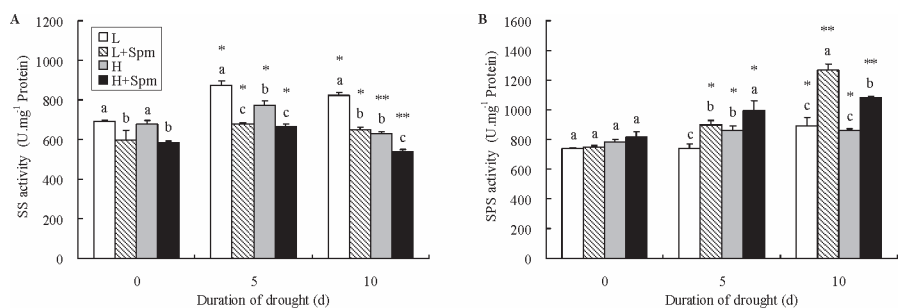 A
1200
1000
800
600
400
200
0
SS activity (U.mg-1 Protein)
L
L+Spm
H
H+Spm
* *
a a
* * * * ** **
a b a b c b c b b c
0 5 10
Duration of drought (d)
B
1600
1400
1200
1000
800
600
400
200
0
SPS activity (U.mg-1 Protein)
** **
* * * * *
a a a a c b b a c a c b
0 5 10
Duration of drought (d)